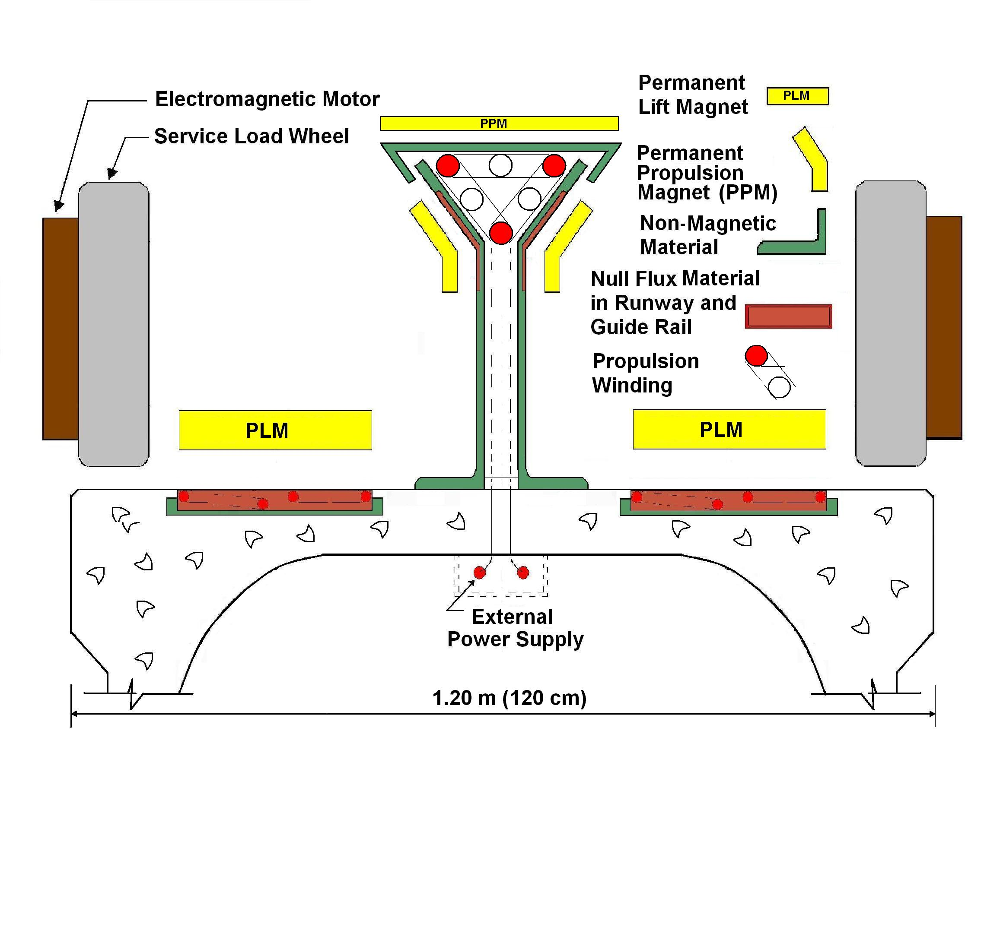 Electromagnetic Motor
Service Load Wheel
PPM
Permanent
Lift Magnet
PLM
Permanent
Propulsion
Magnet (PPM)
Non-Magnetic
Material
Null Flux Material
in Runway and
Guide Rail
Propulsion
Winding
PLM
PLM
External
Power Supply
1.20 m (120 cm)